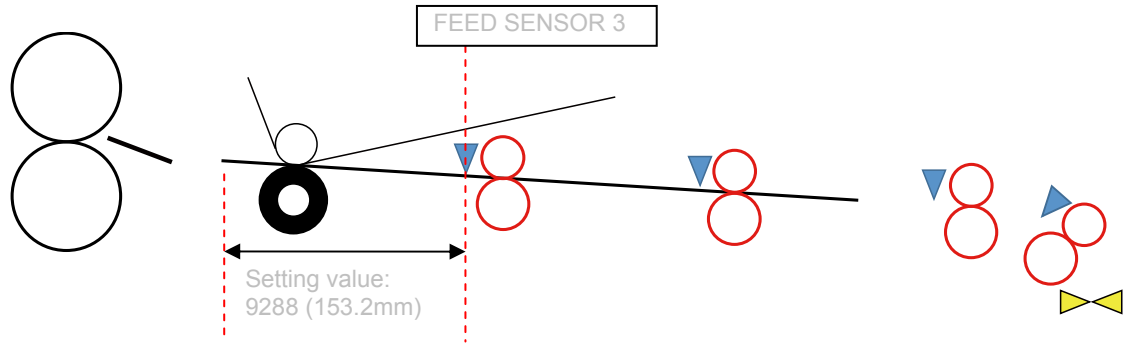 FEED SENSOR 3
Setting value:
9288 (153.2mm)